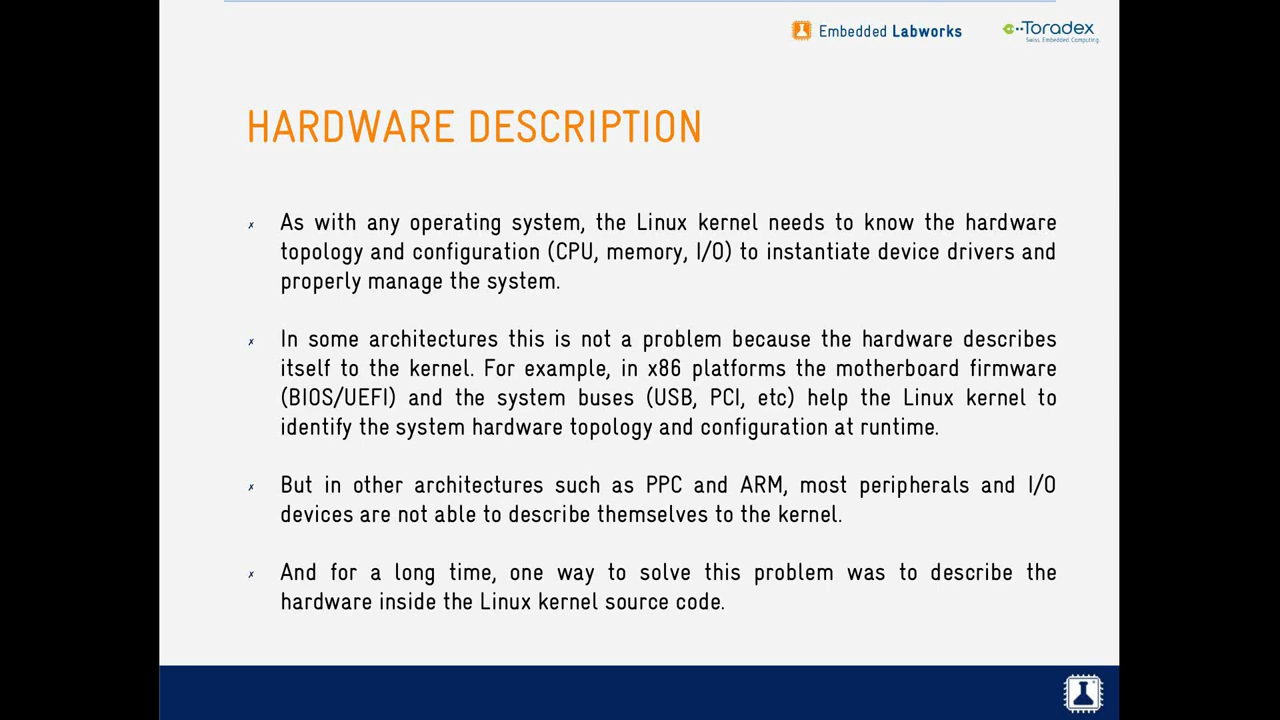 Embedded Labworks
Toradex
Swiss. Embedded. Computing.
HARDWARE DESCRIPTION
As with any operating system, the Linux kernel needs to know the hardware
topology and configuration (CPU, memory, I/O) to instantiate device drivers and
properly manage the system.
In some architectures this is not a problem because the hardware describes
itself to the kernel. For example, in x86 platforms the motherboard firmware
(BIOS/UEFI) and the system buses (USB, PCI, etc) help the Linux kernel to
identify the system hardware topology and configuration at runtime.
But in other architectures such as PPC and ARM, most peripherals and I/O
devices are not able to describe themselves to the kernel.
And for a long time, one way to solve this problem was to describe the
hardware inside the Linux kernel source code.